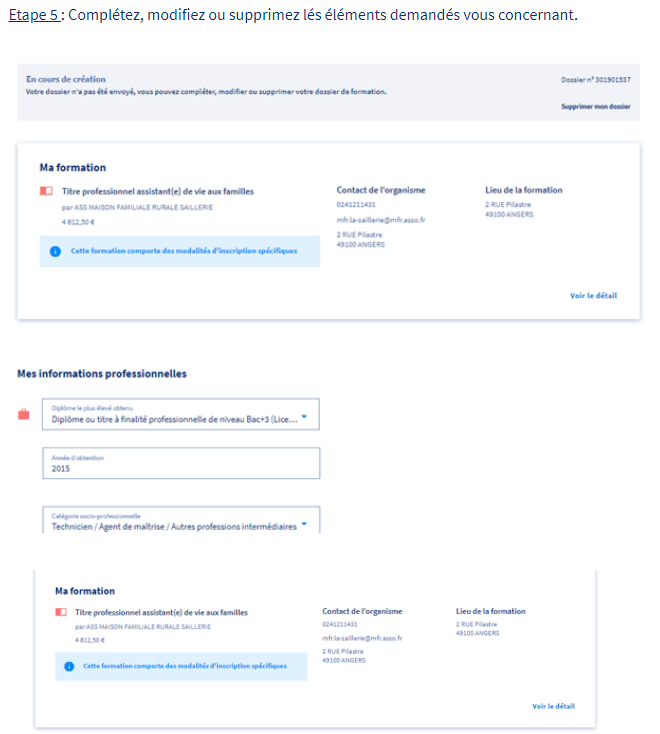 Etape 5 : Complétez, modifiez ou supprimez lés éléments demandés vous concernant.
En cours de création
Dossier n° 301901537
Votre dossier n'a pas été envoyé, vous pouvez compléter, modifier ou supprimer votre dossier de formation.
Supprimer mon dossier
Ma formation
Titre professionnel assistant(e) de vie aux familles
par ASS MAISON FAMILIALE RURALE SAILLERIE
4 812,50 €
Cette formation comporte des modalités d'inscription spécifiques
Contact de l'organisme
0241211431
mfr.la-saillerie@mfr.asso.fr
2 RUE Pilastre
49100 ANGERS
Lieu de la formation
2 RUE Pilastre
49100 ANGERS
Voir le détail
Mes informations professionnelles
Diplôme le plus élevé obtenu
Diplôme ou titre à finalité professionnelle de niveau Bac+3 (Lice...
Année d'obtention
2015
Catégorie socio-professionnelle
Technicien / Agent de maîtrise / Autres professions intermédiaires
Ma formation
Titre professionnel assistant(e) de vie aux familles
par ASS MAISON FAMILIALE RURALE SAILLERIE
4 812,50 €
Cette formation comporte des modalités d'inscription spécifiques
Contact de l'organisme
0241211431
mfr.la-saillerie@mfr.asso.fr
2 RUE Pilastre
49100 ANGERS
Lieu de la formation
2 RUE Pilastre
49100 ANGERS
Voir le détail